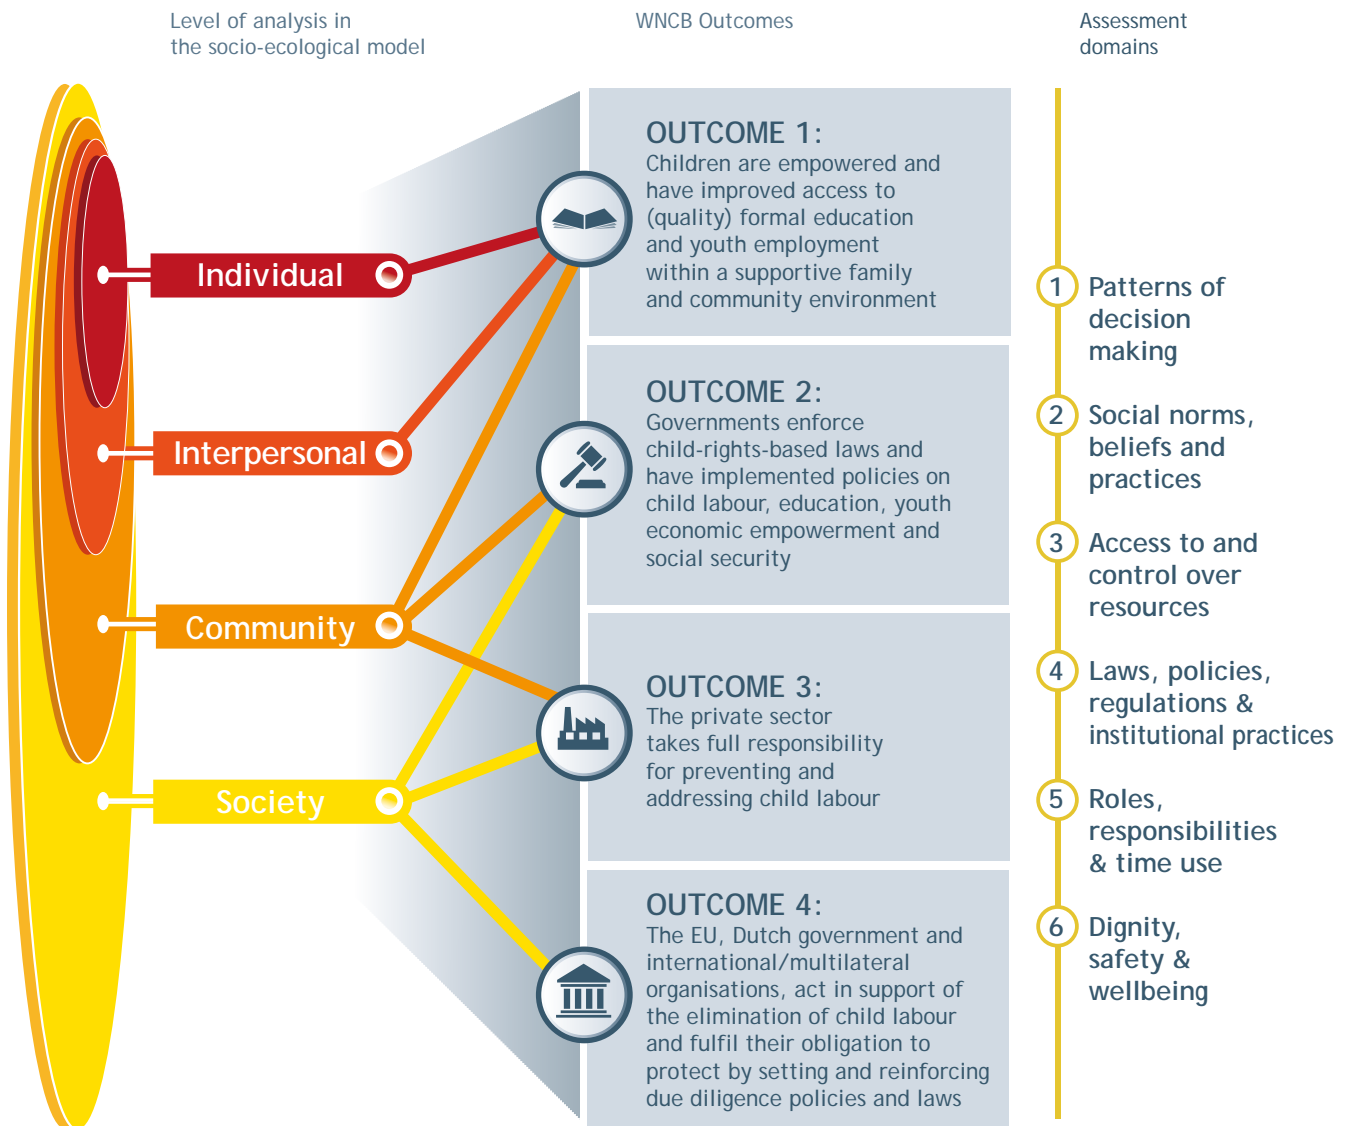 Level of analysis in
the socio-ecological model
WNCB Outcomes
Assessment
domains
Individual
Interpersonal
Community
Society
OUTCOME 1:
Children are empowered and
have improved access to
(quality) formal education
and youth employment
within a supportive family
and community environment
OUTCOME 2:
Governments enforce
child-rights-based laws and
have implemented policies on
child labour, education, youth
economic empowerment and
social security
OUTCOME 3:
The private sector
takes full responsibility
for preventing and
addressing child labour
OUTCOME 4:
The EU, Dutch government and
international/multilateral
organisations, act in support of
the elimination of child labour
and fulfil their obligation to
protect by setting and reinforcing
due diligence policies and laws
1 Patterns of
decision
making
2 Social norms,
beliefs and
practices
3 Access to and
control over
resources
4 Laws, policies,
regulations &
institutional practices
5 Roles,
responsibilities
& time use
6 Dignity,
safety &
wellbeing